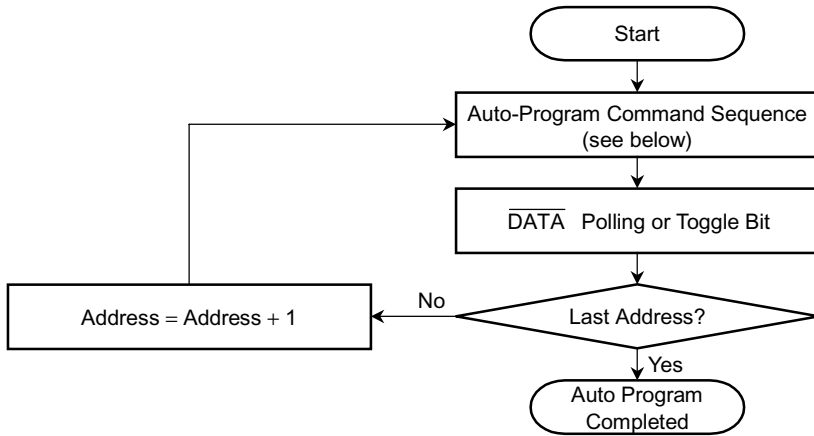 Start
Auto-Program Command Sequence
(see below)
DATA Polling or Toggle Bit
Last Address?
No
Address = Address + 1
Yes
Auto Program
Completed